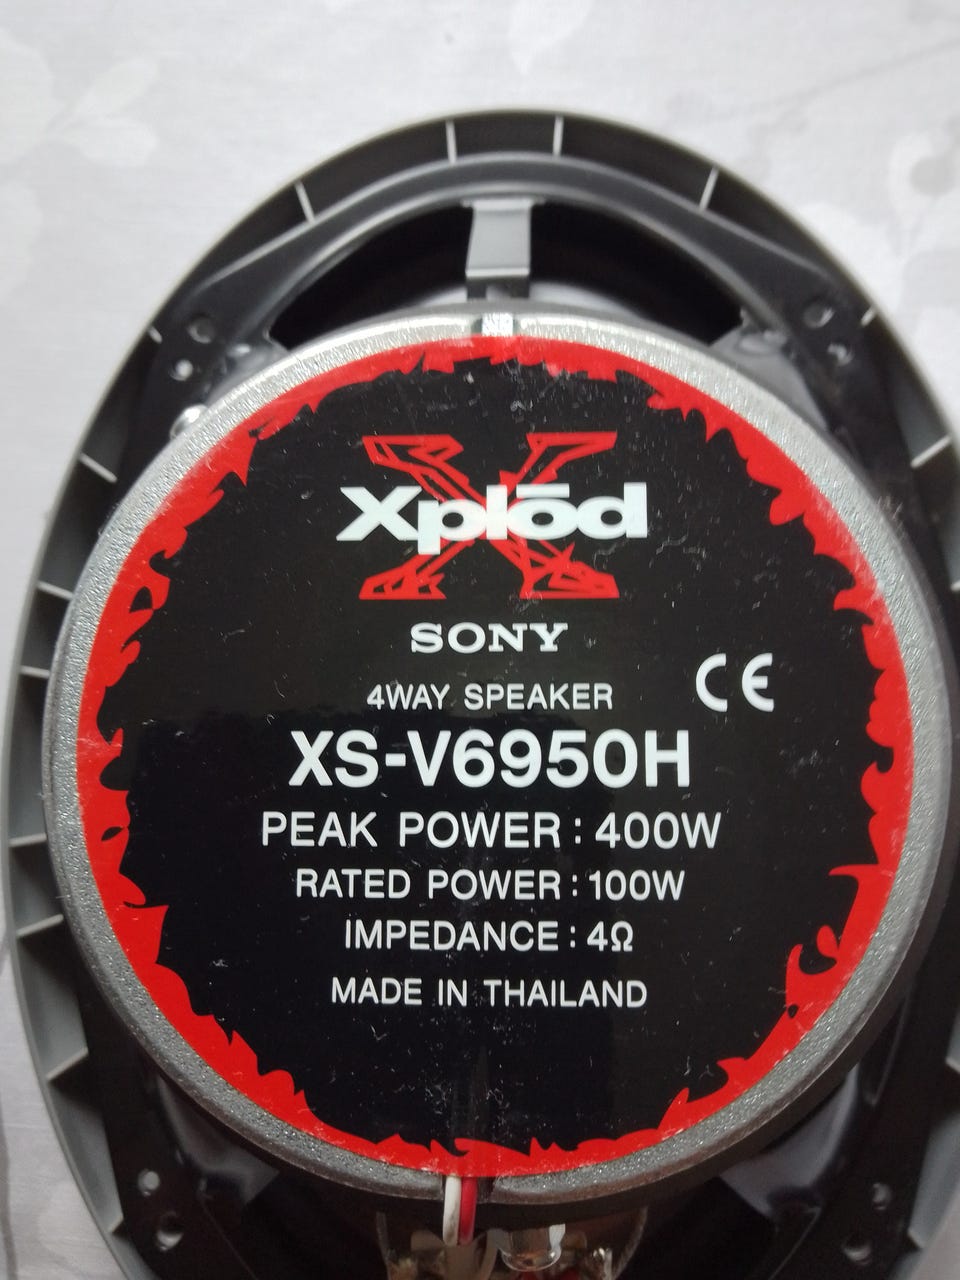 Xplōd
SONY
CE
4WAY SPEAKER
XS-V6950H
PEAK POWER : 400W
RATED POWER : 100W
IMPEDANCE : 4Ω
MADE IN THAILAND